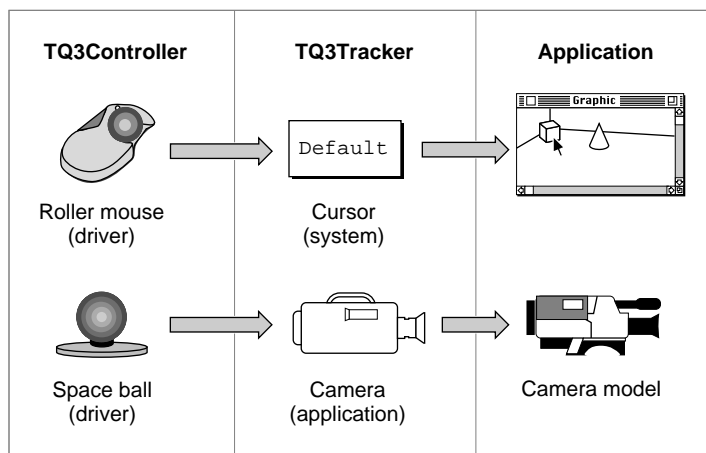 TQ3Controller
TQ3Tracker
Application
Graphic
Default
Roller mouse
(driver)
Cursor
(system)
Space ball
(driver)
Camera
(application)
Camera model